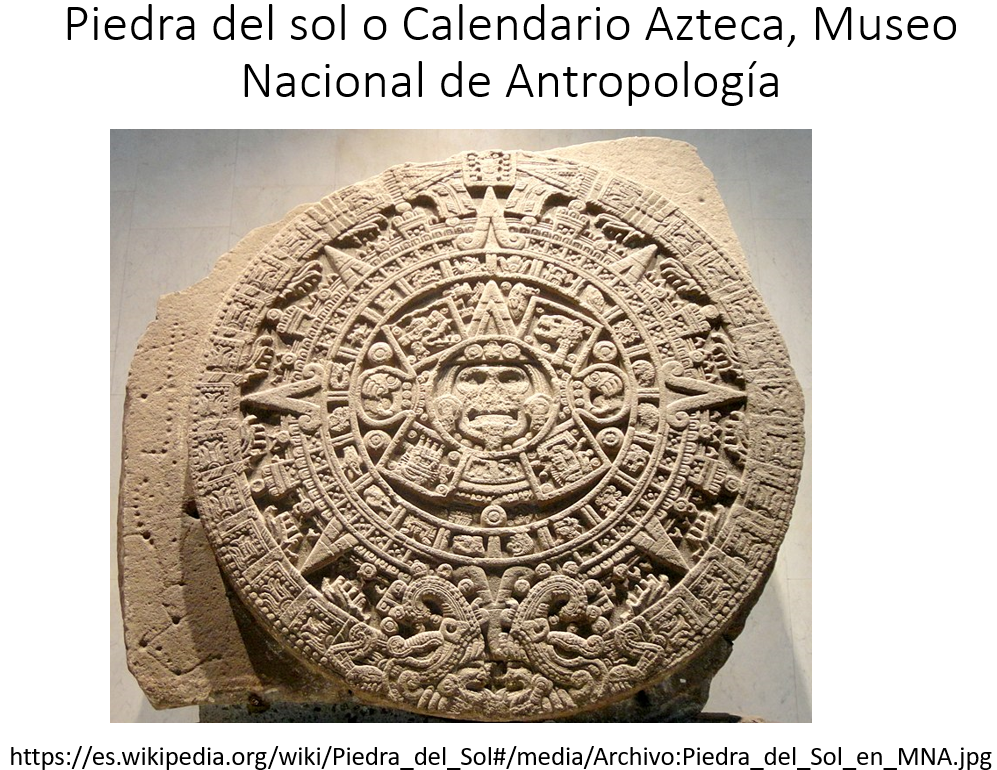 Piedra del sol o Calendario Azteca, Museo
Nacional de Antropología
https://es.wikipedia.org/wiki/Piedra_del_Sol#/media/Archivo:Piedra_del_Sol_en_MNA.jpg